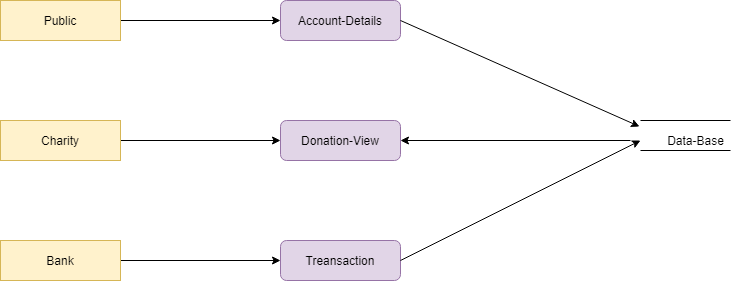 Public
Account-Details
Charity
Donation-View
Data-Base
Bank
Treansaction